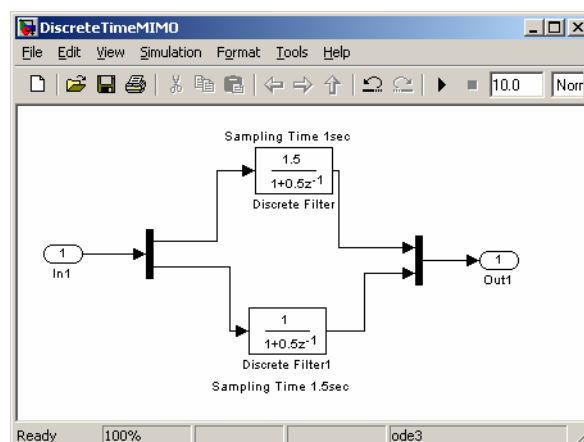 DiscreteTimeMIMO
File Edit View Simulation Format Tools Help
10.0 Norr
Sampling Time 1sec
1.5
1+0.5z-1
Discrete Filter
1
In1
1
Out1
1
1+0.5z-1
Discrete Filter1
Sampling Time 1.5sec
Ready 100% ode3